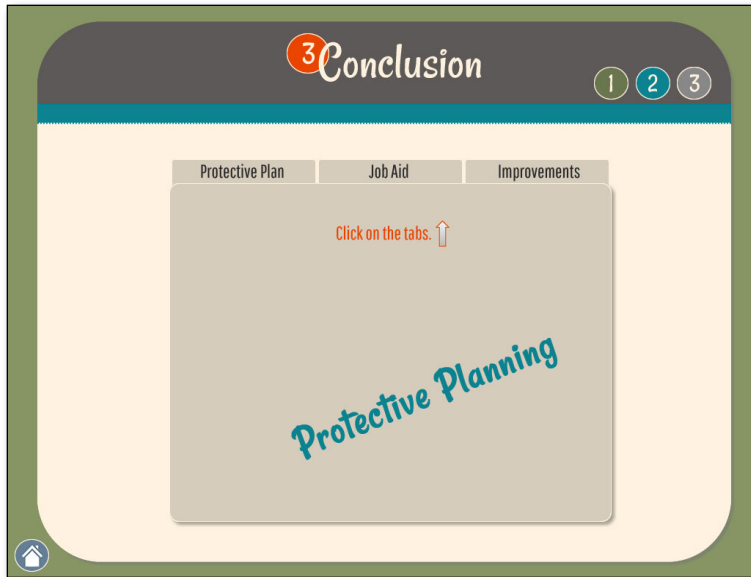 3 Conclusion
1 2 3
Protective Plan Job Aid Improvements
Click on the tabs.
Protective Planning